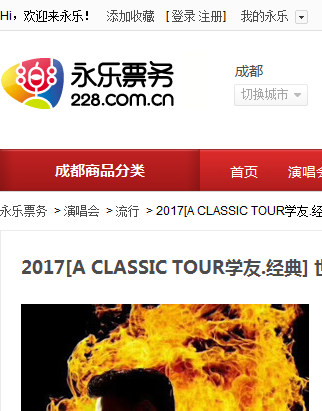 Hi，欢迎来永乐！ 添加收藏 [ 登录 注册] 我的永乐
永乐票务
228.com.cn
成都
切换城市
成都商品分类 首页 演唱会
永乐票务 > 演唱会 > 流行 > 2017[A CLASSIC TOUR学友.经
2017[A CLASSIC TOUR学友.经典] 世